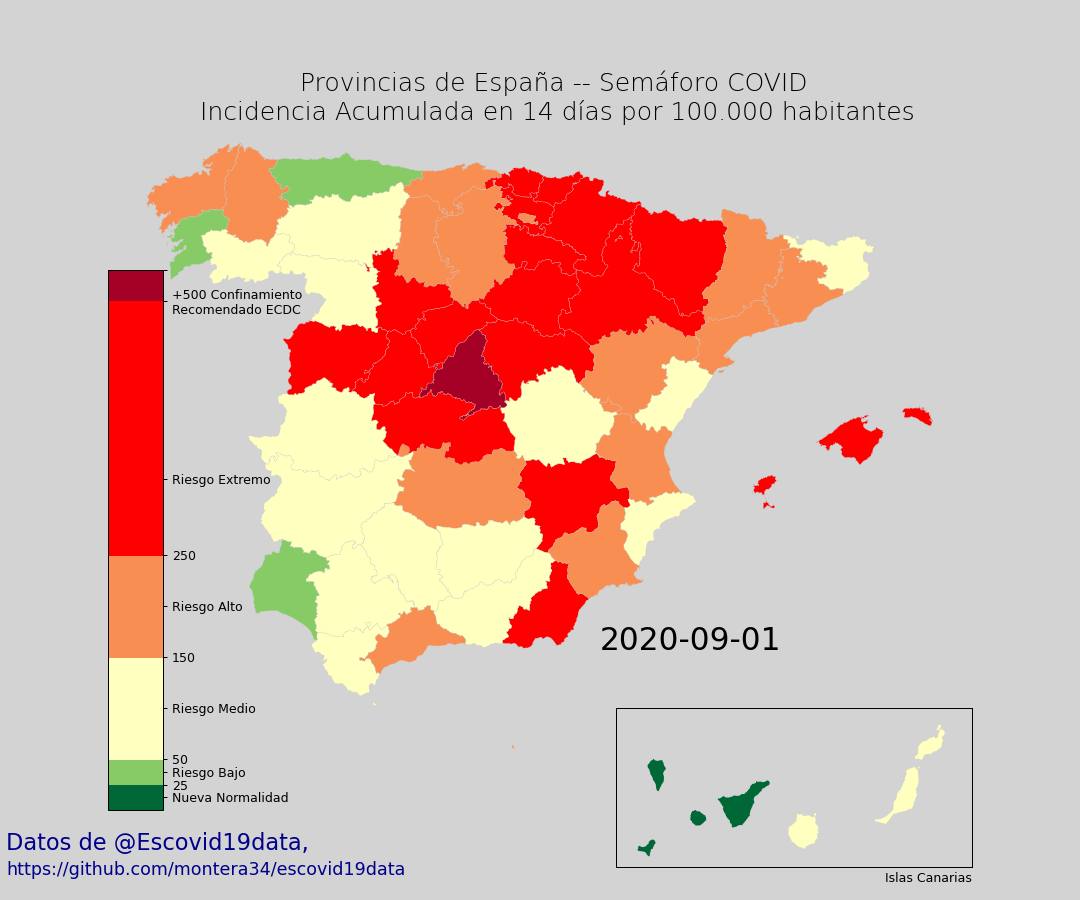 Provincias de España -- Semáforo COVID
Incidencia Acumulada en 14 días por 100.000 habitantes
+500 Confinamiento
Recomendado ECDC
Riesgo Extremo
250
Riesgo Alto
150
Riesgo Medio
50
Riesgo Bajo
25
Nueva Normalidad
2020-09-01
Islas Canarias
Datos de @Escovid19data,
https://github.com/montera34/escovid19data